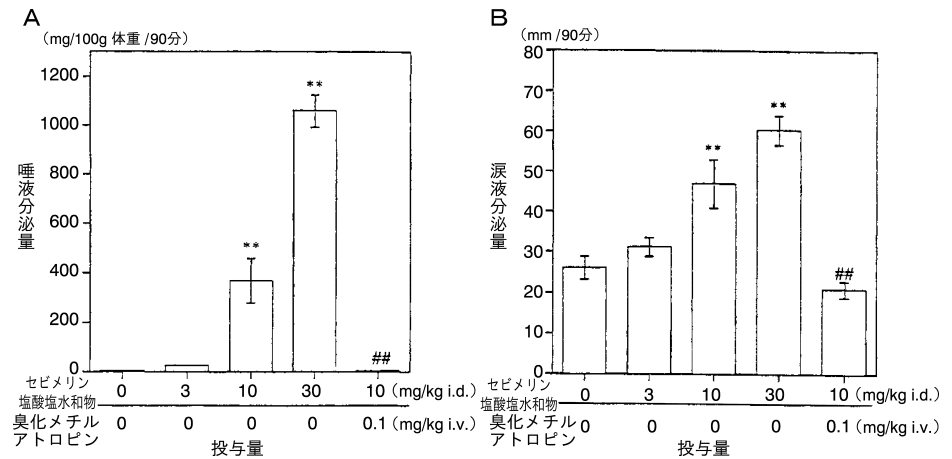 A
(mg/100g 体重/90分)
唾液分泌量
1200
1000
800
600
400
200
0
**
**
##
セビメリン
塩酸塩水和物
0 3 10 30 10 (mg/kg i.d.)
臭化メチル
アトロピン
0 0 0 0 0.1 (mg/kg i.v.)
投与量
B
(mm/90分)
涙液分泌量
80
70
60
50
40
30
20
10
0
**
**
##
セビメリン
塩酸塩水和物
0 3 10 30 10 (mg/kg i.d.)
臭化メチル
アトロピン
0 0 0 0 0.1 (mg/kg i.v.)
投与量